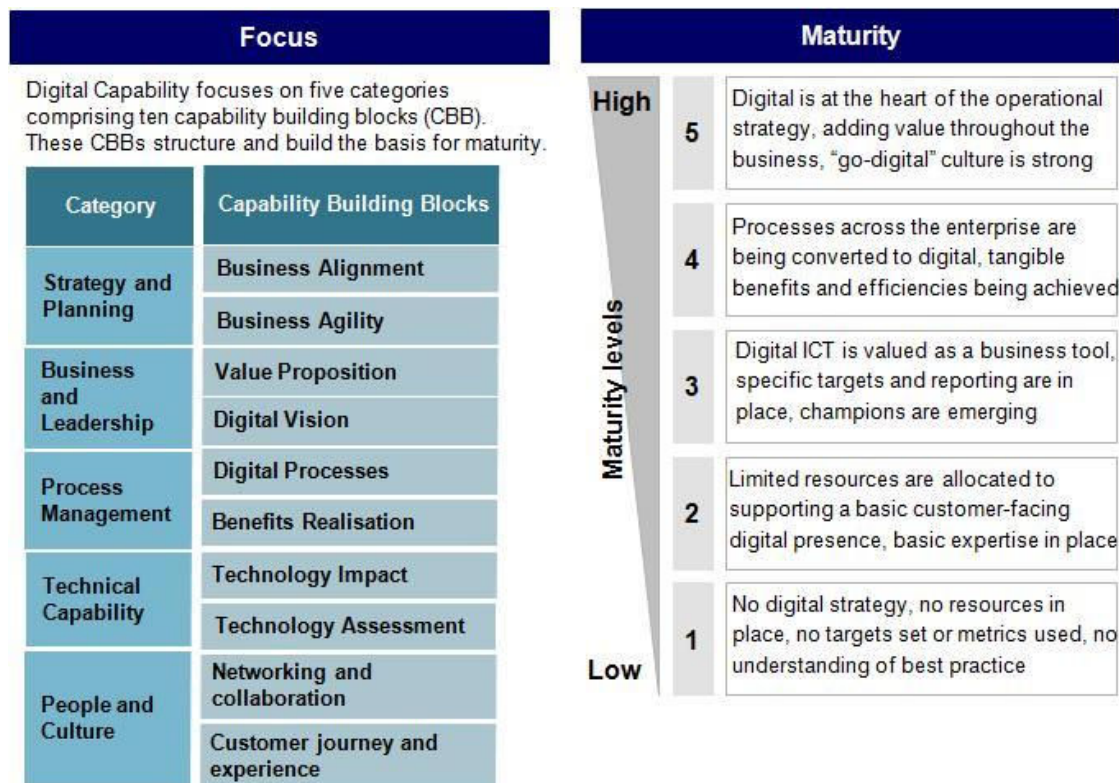 Focus
Digital Capability focuses on five categories
comprising ten capability building blocks (CBB).
These CBBs structure and build the basis for maturity.
Category
Capability Building Blocks
Strategy and
Planning
Business Alignment
Business Agility
Business
and
Leadership
Value Proposition
Digital Vision
Process
Management
Digital Processes
Benefits Realisation
Technical
Capability
Technology Impact
Technology Assessment
People and
Culture
Networking and
collaboration
Customer journey and
experience
Maturity
High
Maturity levels
Low
5
Digital is at the heart of the operational
strategy, adding value throughout the
business, “go-digital” culture is strong
4
Processes across the enterprise are
being converted to digital, tangible
benefits and efficiencies being achieved
3
Digital ICT is valued as a business tool,
specific targets and reporting are in
place, champions are emerging
2
Limited resources are allocated to
supporting a basic customer-facing
digital presence, basic expertise in place
1
No digital strategy, no resources in
place, no targets set or metrics used, no
understanding of best practice